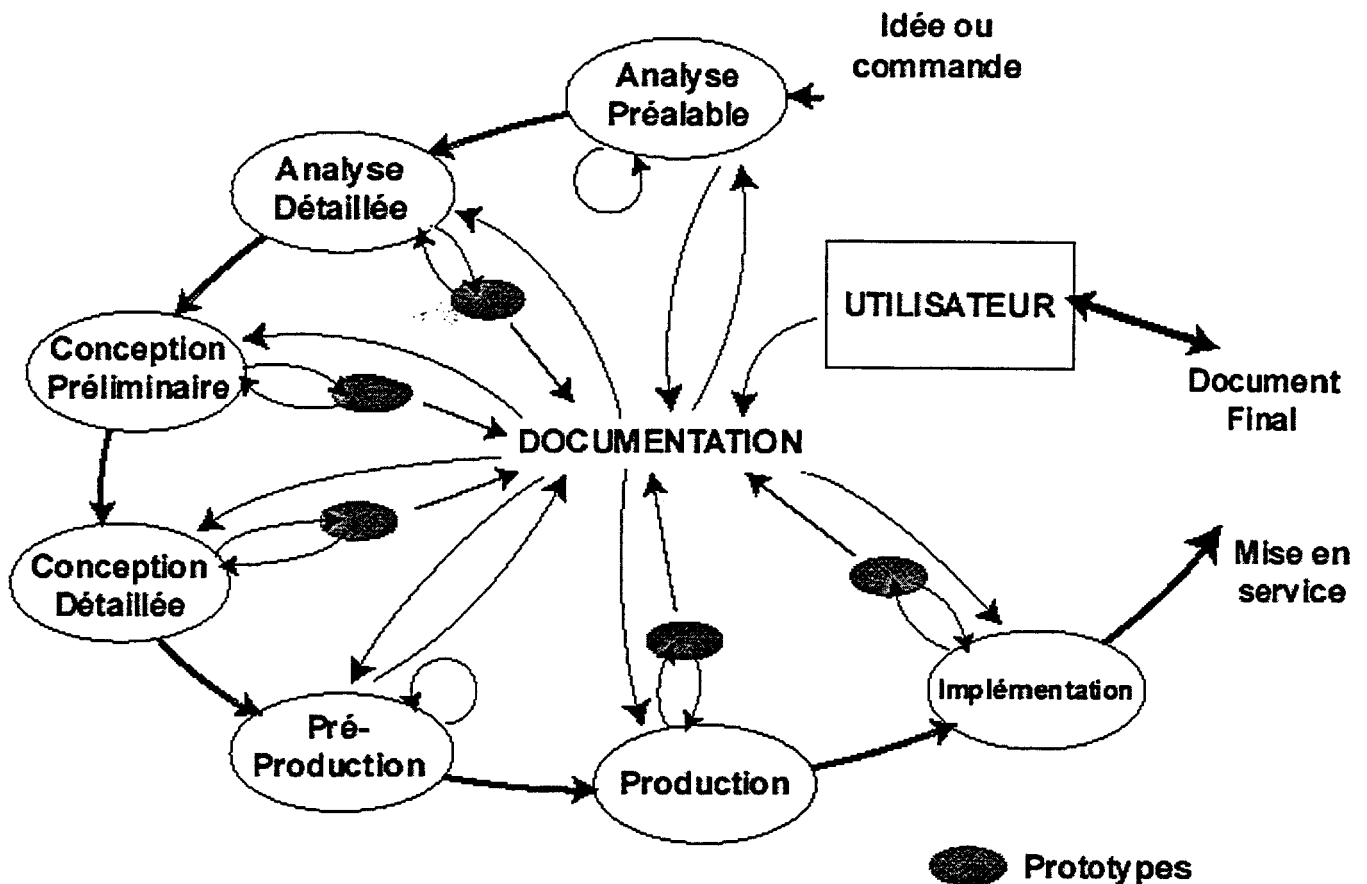 Idée ou
commande
Analyse
Préalable
Analyse
Détaillée
UTILISATEUR
Conception
Préliminaire
Document
Final
DOCUMENTATION
Conception
Détaillée
Mise en
service
Implémentation
Pré-
Production
Production
Prototypes